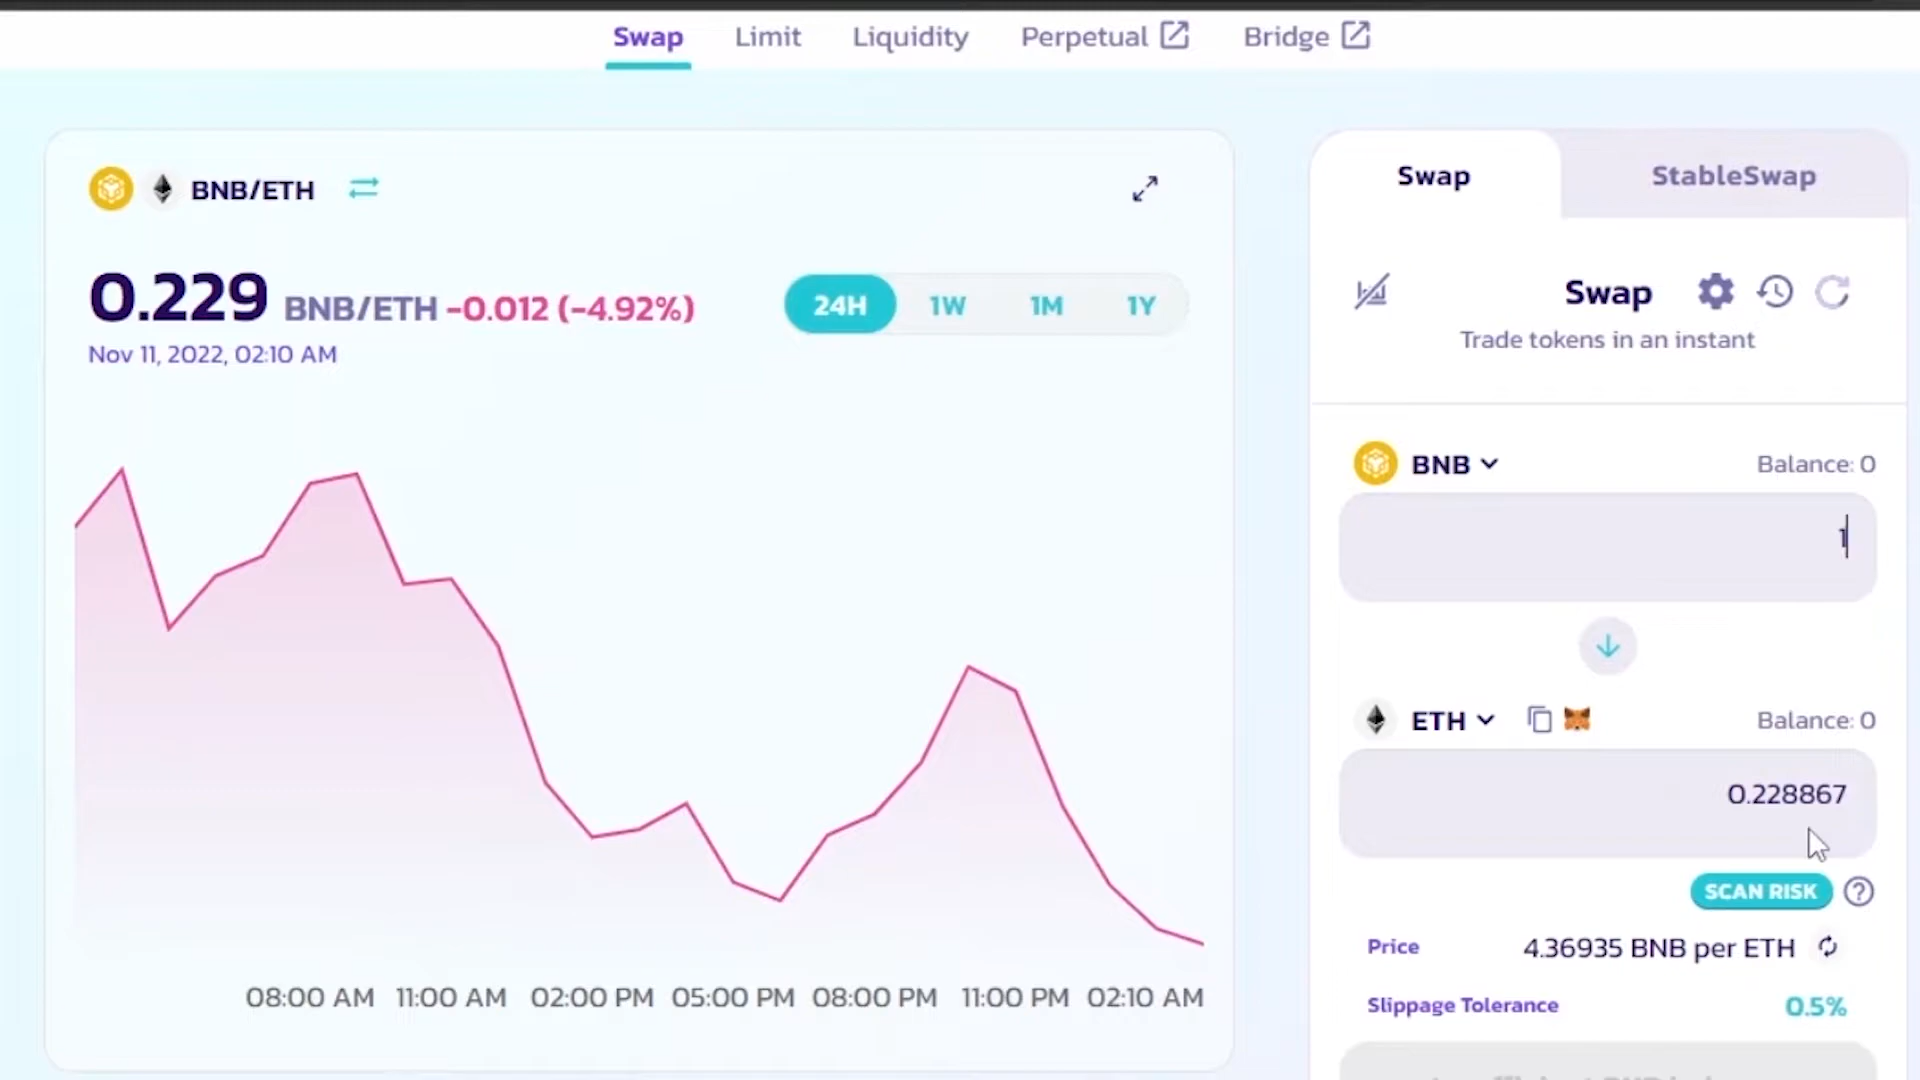 Swap Limit Liquidity Perpetual Bridge
BNB/ETH
0.229 BNB/ETH -0.012 (-4.92%)
Nov 11, 2022, 02:10 AM
24H 1W 1M 1Y
08:00 AM 11:00 AM 02:00 PM 05:00 PM 08:00 PM 11:00 PM 02:10 AM
Swap StableSwap
Swap
Trade tokens in an instant
BNB Balance: 0
1
ETH Balance: 0
0.228867
SCAN RISK ?
Price 4.36935 BNB per ETH
Slippage Tolerance 0.5%